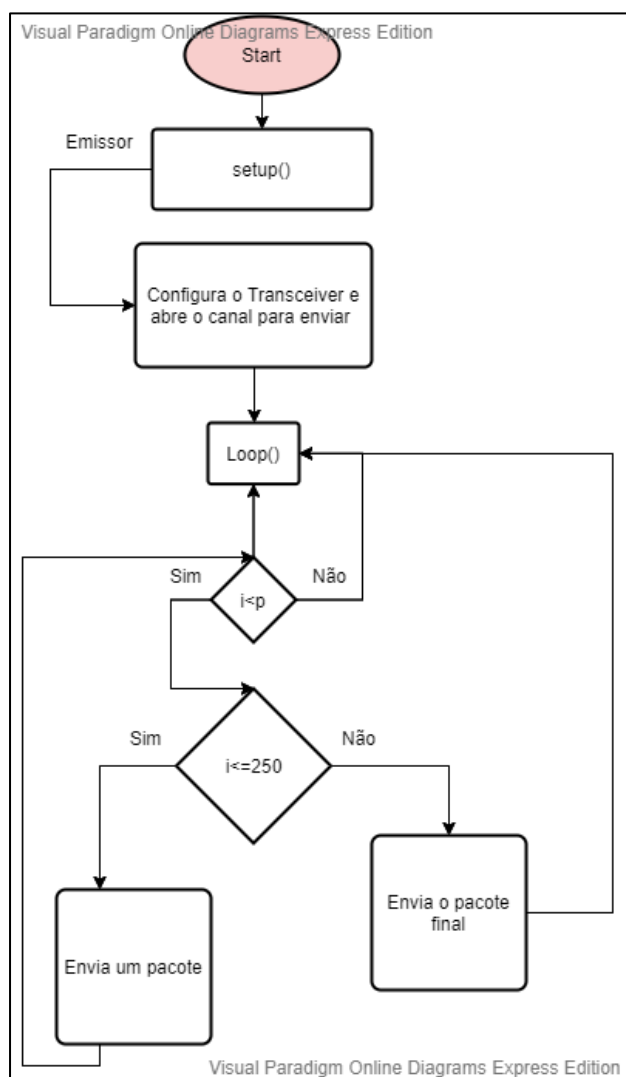 Visual Paradigm Online Diagrams Express Edition
Start
Emissor
setup()
Configura o Transceiver e
abre o canal para enviar
Loop()
Sim
Não
i<p
Sim
Não
i<=250
Envia o pacote
final
Envia um pacote
Visual Paradigm Online Diagrams Express Edition